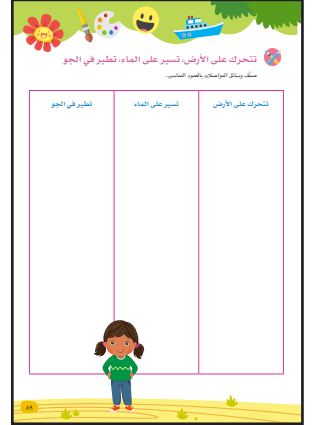 تتحرك على الأرض، تسير على الماء، تطير في الجو
صنّف وسائل المواصلات بالعمود المناسب.
تتحرك على الأرض
تسير على الماء
تطير في الجو
٨٩